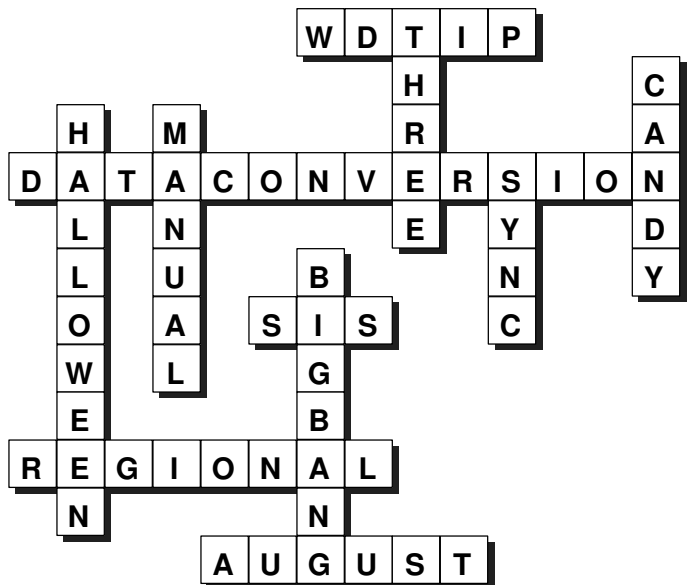 WDTIP
THREE
CANDY
HALLOWEEN
MANUAL
DATACONVERSION
SYNC
BIGBANG
SIS
REGIONAL
AUGUST